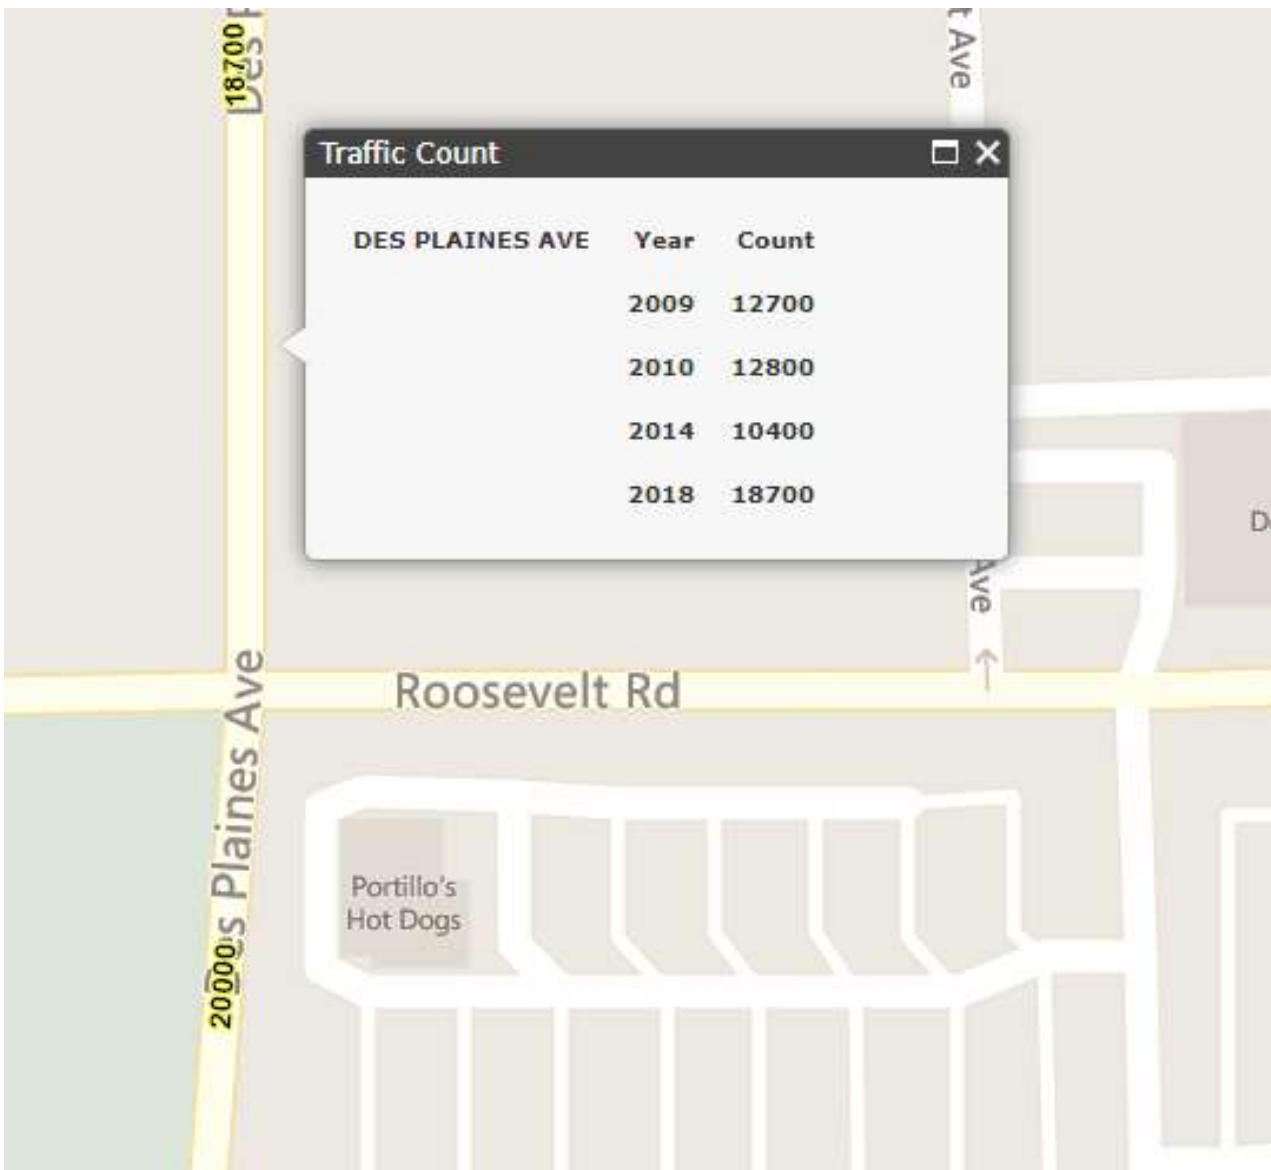 18700
Des P
t Ave
Traffic Count
DES PLAINES AVE Year Count
2009 12700
2010 12800
2014 10400
2018 18700
D
Ave
Roosevelt Rd
Des Plaines Ave
Portillo's
Hot Dogs
20000